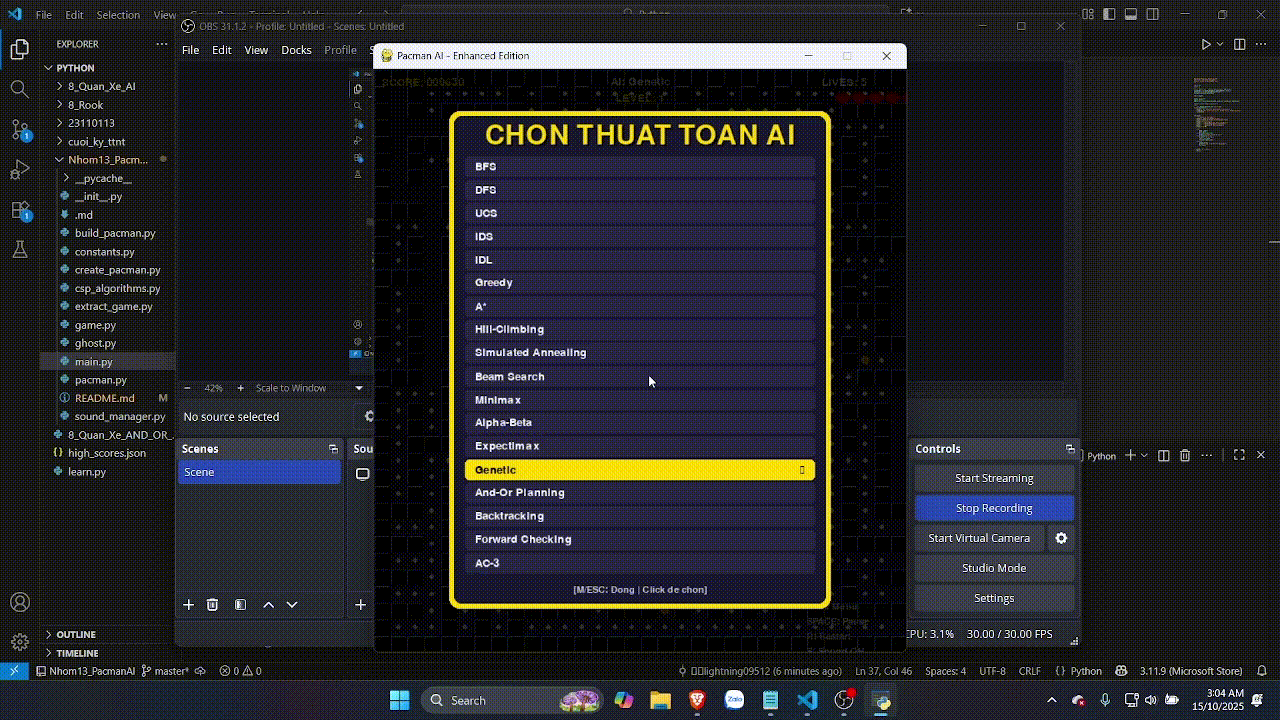 File Edit Selection
OBS 31.1.2 - Profile: Untitled - Scenes: Untitled
File Edit View Docks Profile
EXPLORER
PYTHON
8_Quan_Xe_AI
8_Rook
23110113
cuoi_ky_ttnt
Nhom13_Pacm...
__pycache__
__init__.py
.md
build_pacman.py
constants.py
create_pacman.py
csp_algorithms.py
extract_game.py
game.py
ghost.py
main.py
pacman.py
README.md M
sound_manager.py
8_Quan_Xe_AND_OR_
high_scores.json
learn.py
OUTLINE
TIMELINE
42% Scale to Window
No source selected
Scenes
Sou
Scene
Pacman AI - Enhanced Edition
AI: Genetic
LIVES: 5
CHON THUAT TOAN AI
BFS
DFS
UCS
IDS
IDL
Greedy
A*
Hill-Climbing
Simulated Annealing
Beam Search
Minimax
Alpha-Beta
Expectimax
Genetic
And-Or Planning
Backtracking
Forward Checking
AC-3
[M/ESC: Dong | Click de chon]
Controls
Start Streaming
Stop Recording
Start Virtual Camera
Studio Mode
Settings
CPU: 3.1% 30.00 / 30.00 FPS
Python
Nhom13_PacmanAI master* 0 0 lightning09512 (6 minutes ago) Ln 37, Col 46 Spaces: 4 UTF-8 CRLF Python 3.11.9 (Microsoft Store)
Search
Zalo
3:04 AM
15/10/2025